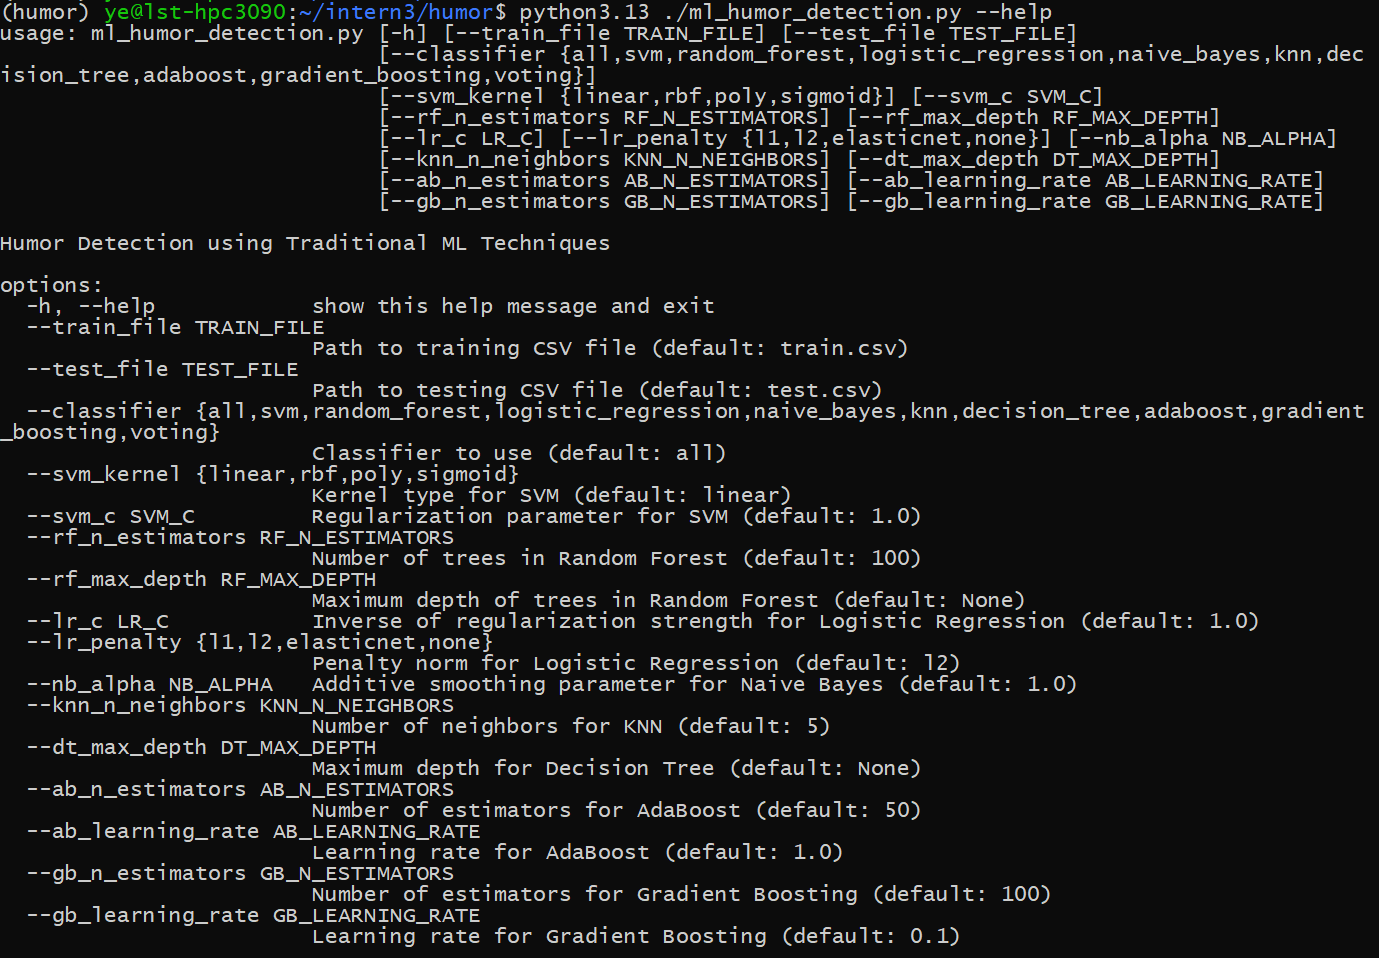 (humor) ye@lst-hpc3090:~/intern3/humor$ python3.13 ./ml_humor_detection.py --help
usage: ml_humor_detection.py [-h] [--train_file TRAIN_FILE] [--test_file TEST_FILE]
                             [--classifier {all,svm,random_forest,logistic_regression,naive_bayes,knn,dec
ision_tree,adaboost,gradient_boosting,voting}]
                             [--svm_kernel {linear,rbf,poly,sigmoid}] [--svm_c SVM_C]
                             [--rf_n_estimators RF_N_ESTIMATORS] [--rf_max_depth RF_MAX_DEPTH]
                             [--lr_c LR_C] [--lr_penalty {l1,l2,elasticnet,none}] [--nb_alpha NB_ALPHA]
                             [--knn_n_neighbors KNN_N_NEIGHBORS] [--dt_max_depth DT_MAX_DEPTH]
                             [--ab_n_estimators AB_N_ESTIMATORS] [--ab_learning_rate AB_LEARNING_RATE]
                             [--gb_n_estimators GB_N_ESTIMATORS] [--gb_learning_rate GB_LEARNING_RATE]

Humor Detection using Traditional ML Techniques

options:
  -h, --help            show this help message and exit
  --train_file TRAIN_FILE
                        Path to training CSV file (default: train.csv)
  --test_file TEST_FILE
                        Path to testing CSV file (default: test.csv)
  --classifier {all,svm,random_forest,logistic_regression,naive_bayes,knn,decision_tree,adaboost,gradient
_boosting,voting}
                        Classifier to use (default: all)
  --svm_kernel {linear,rbf,poly,sigmoid}
                        Kernel type for SVM (default: linear)
  --svm_c SVM_C         Regularization parameter for SVM (default: 1.0)
  --rf_n_estimators RF_N_ESTIMATORS
                        Number of trees in Random Forest (default: 100)
  --rf_max_depth RF_MAX_DEPTH
                        Maximum depth of trees in Random Forest (default: None)
  --lr_c LR_C           Inverse of regularization strength for Logistic Regression (default: 1.0)
  --lr_penalty {l1,l2,elasticnet,none}
                        Penalty norm for Logistic Regression (default: l2)
  --nb_alpha NB_ALPHA   Additive smoothing parameter for Naive Bayes (default: 1.0)
  --knn_n_neighbors KNN_N_NEIGHBORS
                        Number of neighbors for KNN (default: 5)
  --dt_max_depth DT_MAX_DEPTH
                        Maximum depth for Decision Tree (default: None)
  --ab_n_estimators AB_N_ESTIMATORS
                        Number of estimators for AdaBoost (default: 50)
  --ab_learning_rate AB_LEARNING_RATE
                        Learning rate for AdaBoost (default: 1.0)
  --gb_n_estimators GB_N_ESTIMATORS
                        Number of estimators for Gradient Boosting (default: 100)
  --gb_learning_rate GB_LEARNING_RATE
                        Learning rate for Gradient Boosting (default: 0.1)